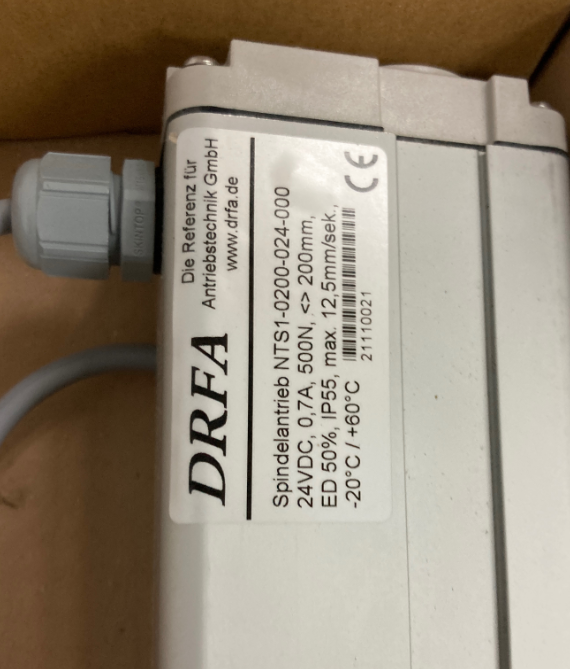 DRFA
Die Referenz für
Antriebstechnik GmbH
www.drfa.de
Spindelantrieb NTS1-0200-024-000
24VDC, 0,7A, 500N, <> 200mm,
ED 50%, IP55, max. 12,5mm/sek.,
-20°C / +60°C
21110021
CE
SKINTOP